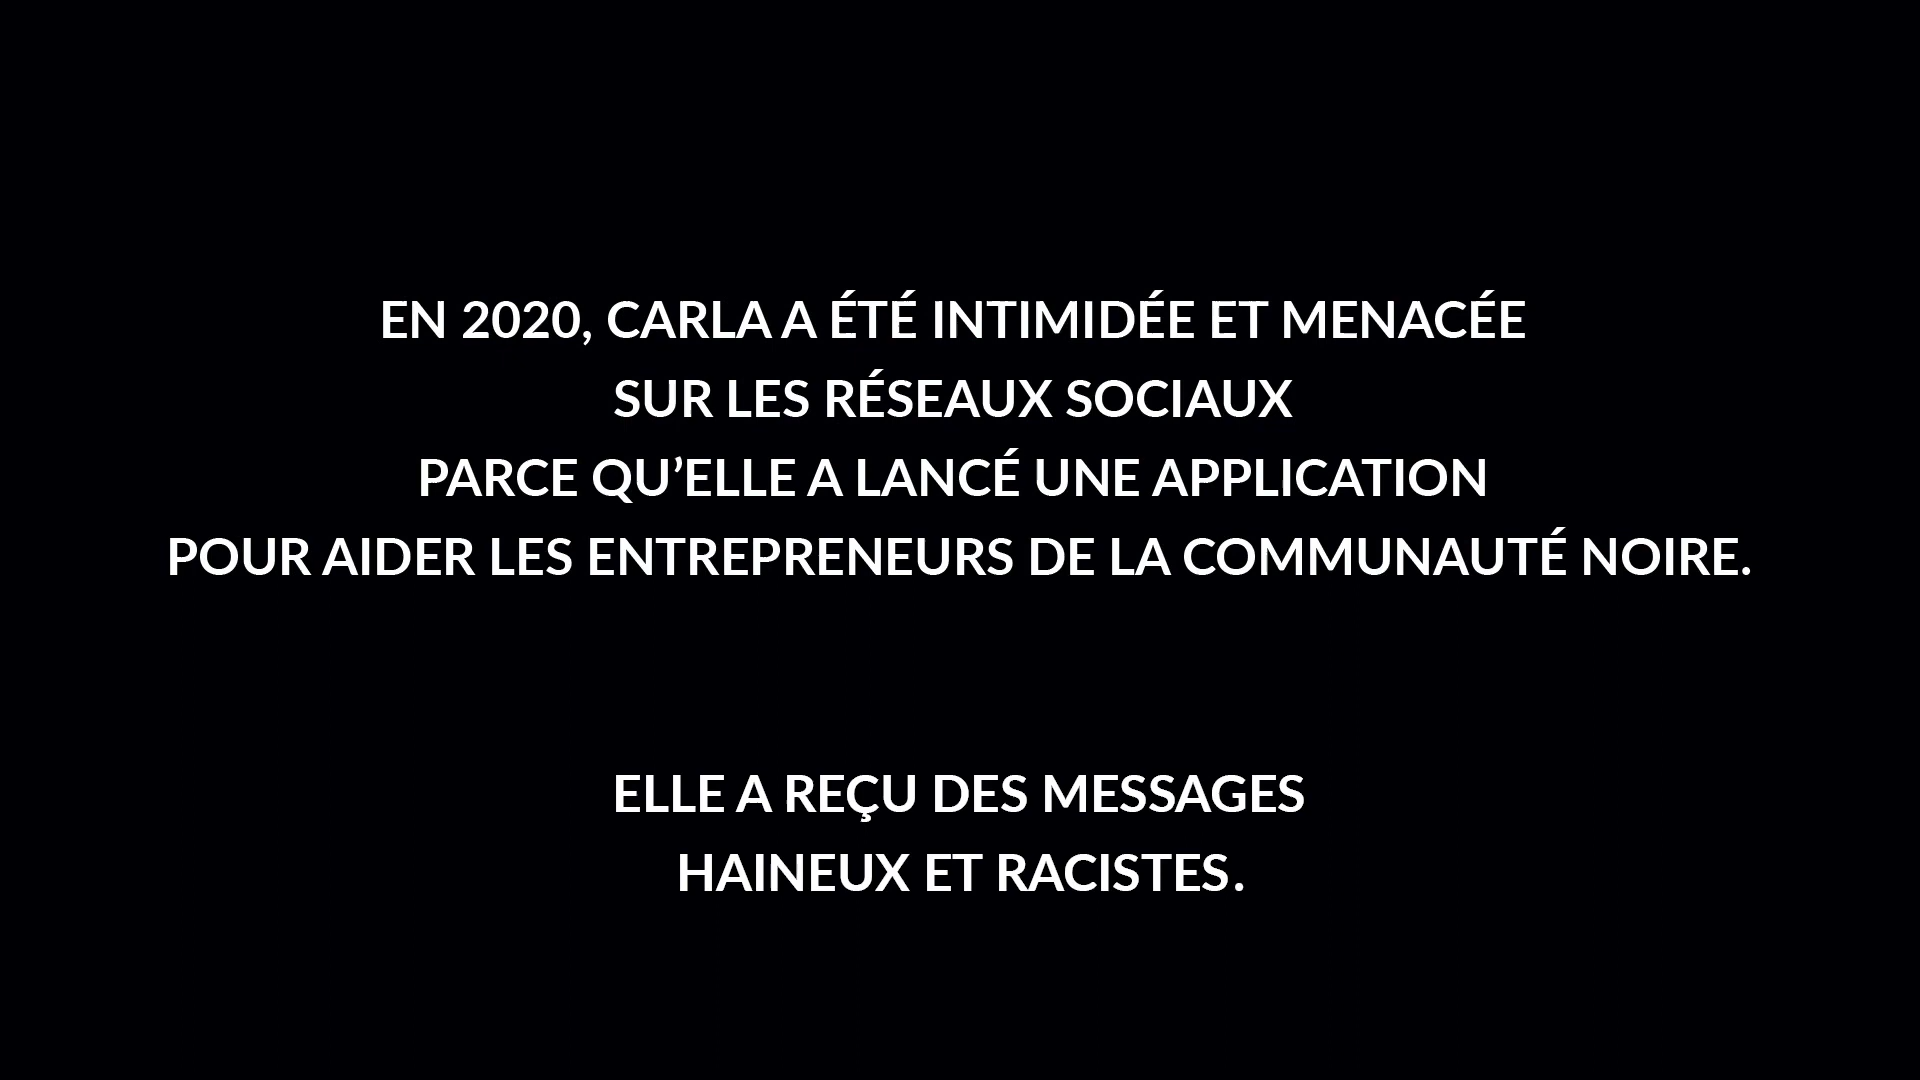 EN 2020, CARLA A ÉTÉ INTIMIDÉE ET MENACÉE
SUR LES RÉSEAUX SOCIAUX
PARCE QU’ELLE A LANCÉ UNE APPLICATION
POUR AIDER LES ENTREPRENEURS DE LA COMMUNAUTÉ NOIRE.
ELLE A REÇU DES MESSAGES
HAINEUX ET RACISTES.